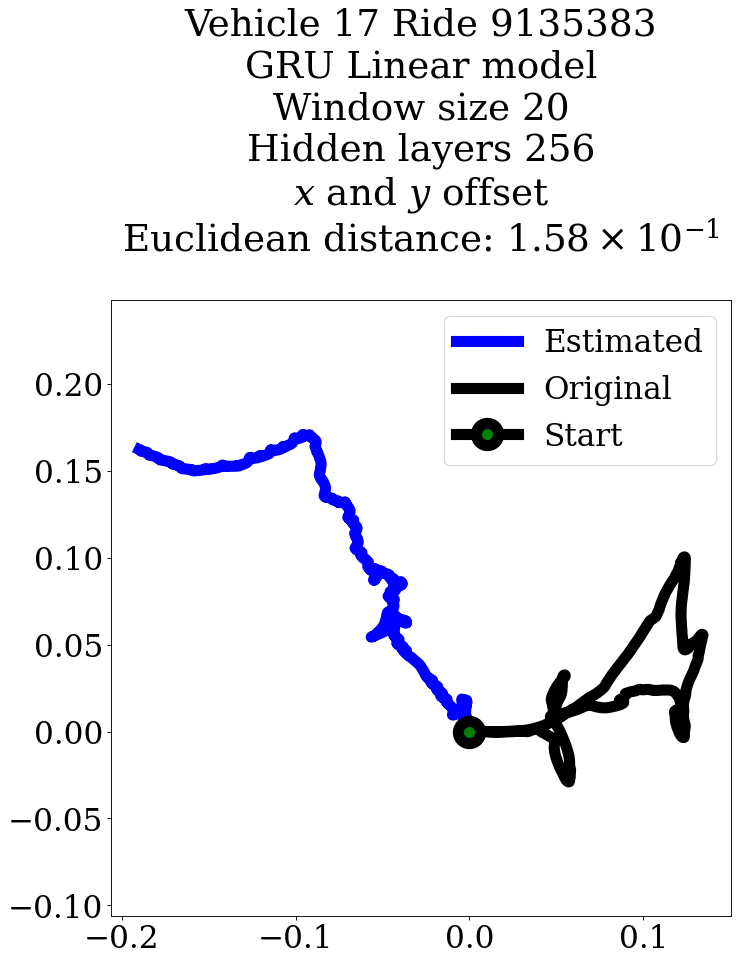 Vehicle 17 Ride 9135383
GRU Linear model
Window size 20
Hidden layers 256
x and y offset
Euclidean distance: 1.58 × 10⁻¹
Estimated
Original
Start
0.20
0.15
0.10
0.05
0.00
−0.05
−0.10
−0.2 −0.1 0.0 0.1